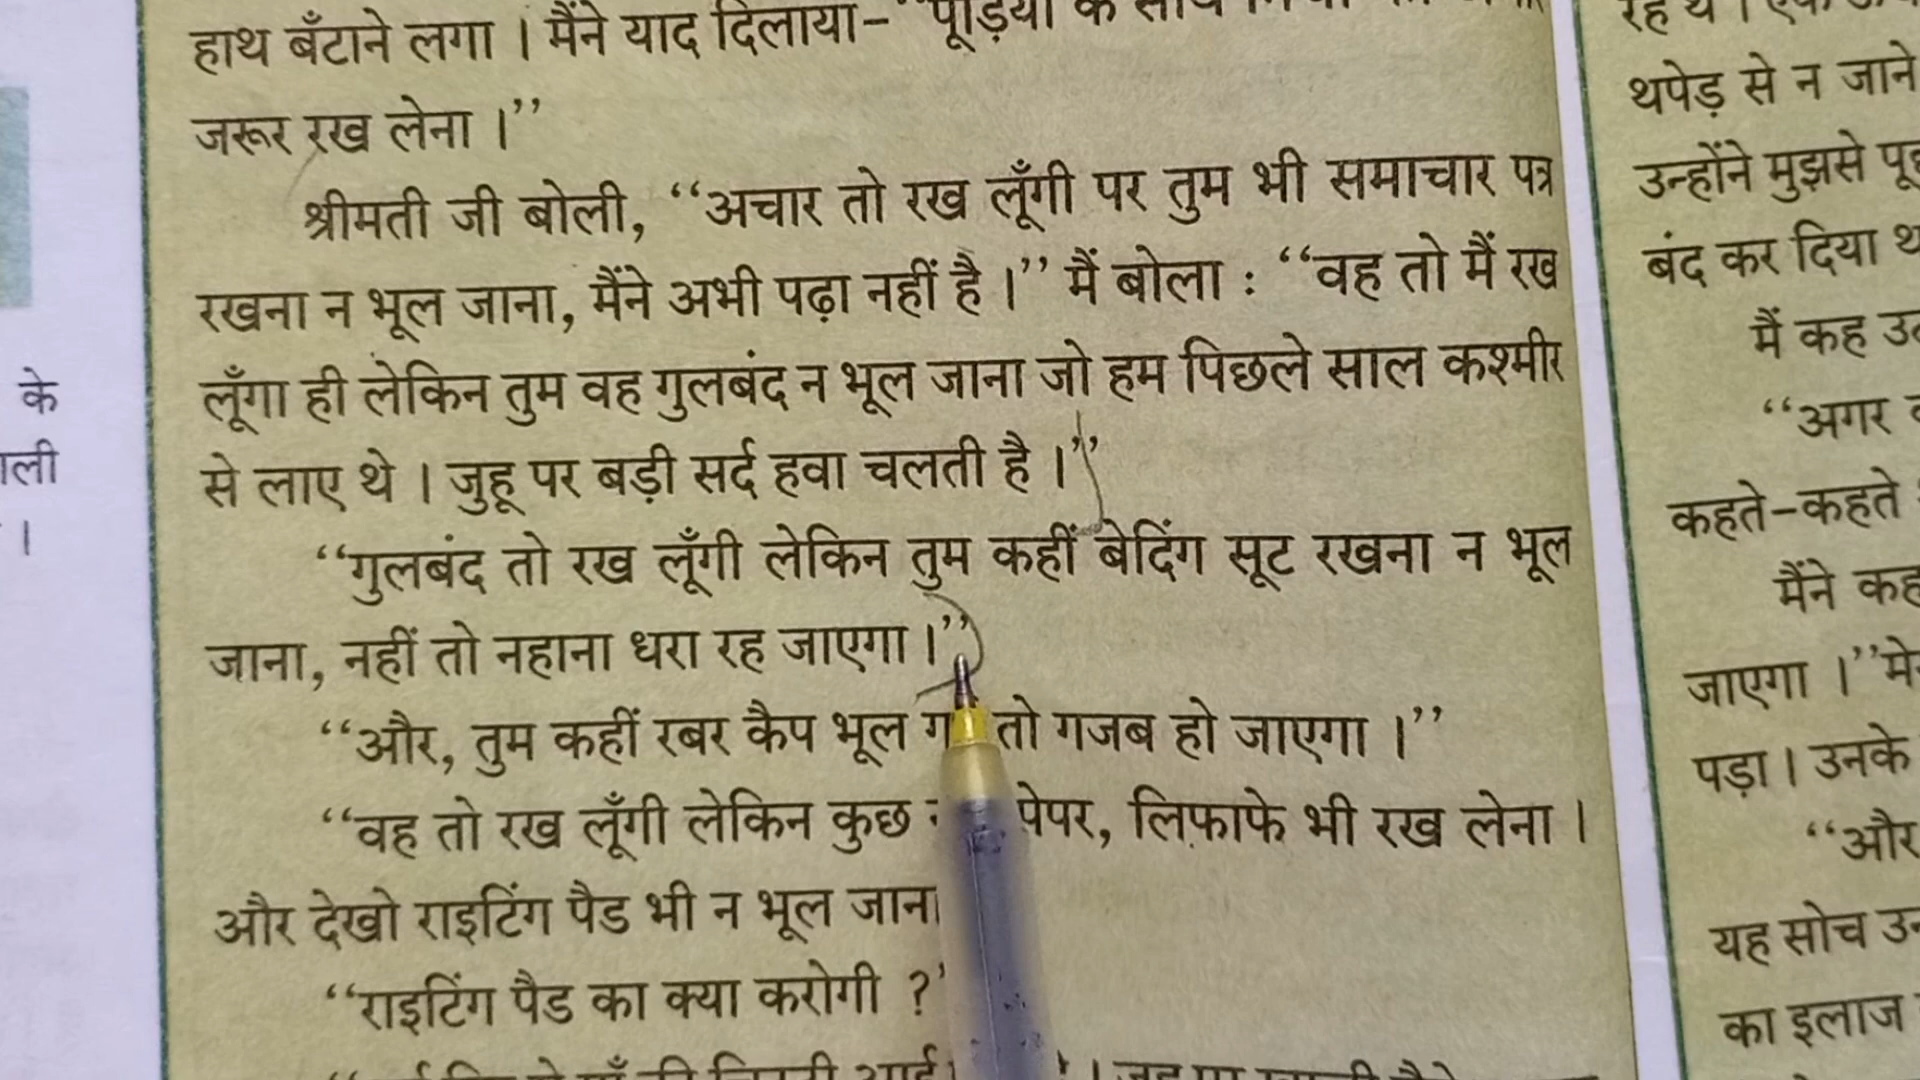 के
हाथ बँटाने लगा । मैंने याद दिलाया– ‘‘पूड़ियों के साथ
जरूर रख लेना ।’’
श्रीमती जी बोली, ‘‘अचार तो रख लूँगी पर तुम भी समाचार पत्र
रखना न भूल जाना, मैंने अभी पढ़ा नहीं है ।’’ मैं बोला : ‘‘वह तो मैं रख
लूँगा ही लेकिन तुम वह गुलबंद न भूल जाना जो हम पिछले साल कश्मीर
से लाए थे । जुहू पर बड़ी सर्द हवा चलती है ।’’
‘‘गुलबंद तो रख लूँगी लेकिन तुम कहीं बेदिंग सूट रखना न भूल
जाना, नहीं तो नहाना धरा रह जाएगा ।’’
‘‘और, तुम कहीं रबर कैप भूल तो गजब हो जाएगा ।’’
‘‘वह तो रख लूँगी लेकिन कुछ पेपर, लिफाफे भी रख लेना ।
और देखो राइटिंग पैड भी न भूल जाना
‘‘राइटिंग पैड का क्या करोगी ?’
थपेड़ से न जाने
उन्होंने मुझसे
बंद कर दिया
मैं कह
‘‘अगर
कहते–कहते
मैंने
जाएगा ।’’
पड़ा । उनके
‘‘और
यह सोच
का इलाज